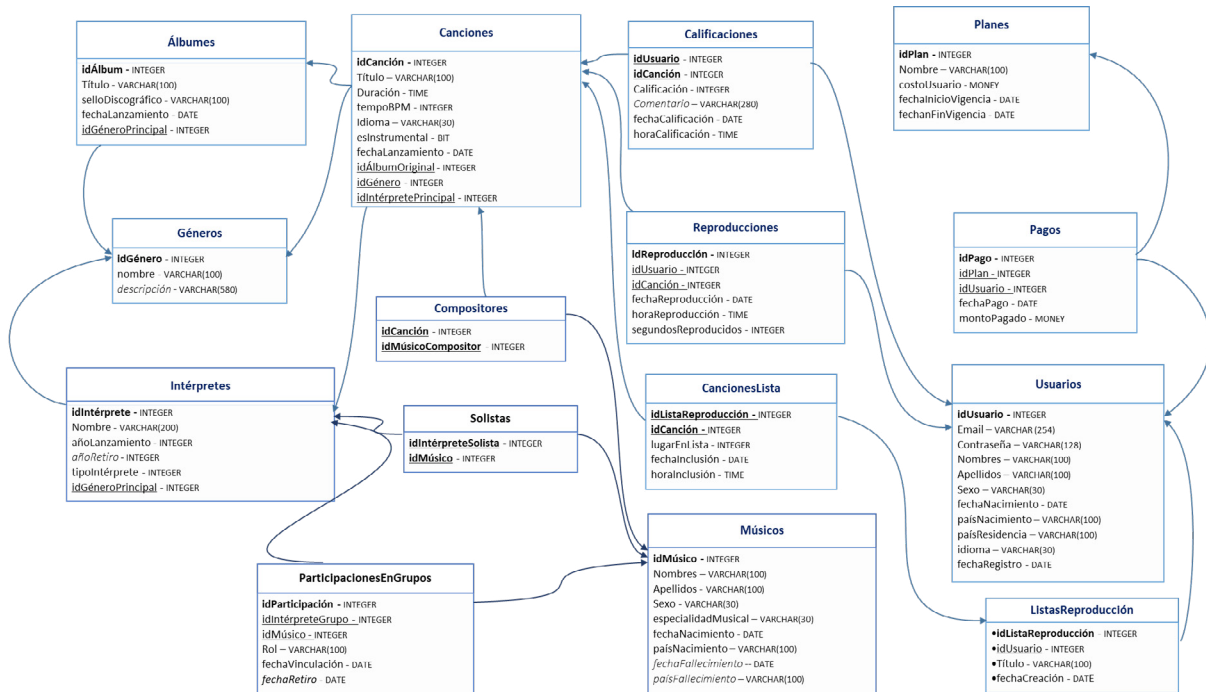 Álbumes
idÁlbum - INTEGER
Título - VARCHAR(100)
selloDiscográfico - VARCHAR(100)
fechaLanzamiento - DATE
idGéneroPrincipal - INTEGER
Canciones
idCanción - INTEGER
Título – VARCHAR(100)
Duración - TIME
tempoBPM - INTEGER
Idioma – VARCHAR(30)
esInstrumental - BIT
fechaLanzamiento - DATE
idÁlbumOriginal - INTEGER
idGénero - INTEGER
idIntérpretePrincipal - INTEGER
Calificaciones
idUsuario - INTEGER
idCanción - INTEGER
Calificación - INTEGER
Comentario – VARCHAR(280)
fechaCalificación - DATE
horaCalificación - TIME
Planes
idPlan - INTEGER
Nombre – VARCHAR(100)
costoUsuario - MONEY
fechaInicioVigencia - DATE
fechanFinVigencia - DATE
Géneros
idGénero - INTEGER
nombre - VARCHAR(100)
descripción - VARCHAR(580)
Reproducciones
idReproducción - INTEGER
idUsuario - INTEGER
idCanción - INTEGER
fechaReproducción - DATE
horaReproducción - TIME
segundosReproducidos - INTEGER
Pagos
idPago - INTEGER
idPlan - INTEGER
idUsuario - INTEGER
fechaPago - DATE
montoPagado - MONEY
Compositores
idCanción - INTEGER
idMúsicoCompositor - INTEGER
Intérpretes
idIntérprete - INTEGER
Nombre – VARCHAR(200)
añoLanzamiento - INTEGER
añoRetiro - INTEGER
tipoIntérprete - INTEGER
idGéneroPrincipal - INTEGER
Solistas
idIntérpreteSolista - INTEGER
idMúsico - INTEGER
CancionesLista
idListaReproducción - INTEGER
idCanción - INTEGER
lugarEnLista - INTEGER
fechaInclusión - DATE
horaInclusión - TIME
Usuarios
idUsuario - INTEGER
Email – VARCHAR (254)
Contraseña – VARCHAR(128)
Nombres – VARCHAR(100)
Apellidos – VARCHAR(100)
Sexo – VARCHAR(30)
fechaNacimiento - DATE
paísNacimiento – VARCHAR(100)
paísResidencia – VARCHAR(100)
idioma – VARCHAR(30)
fechaRegistro - DATE
ParticipacionesEnGrupos
idParticipación - INTEGER
idIntérpreteGrupo - INTEGER
idMúsico - INTEGER
Rol – VARCHAR(100)
fechaVinculación - DATE
fechaRetiro - DATE
Músicos
idMúsico - INTEGER
Nombres – VARCHAR(100)
Apellidos - VARCHAR(100)
Sexo - VARCHAR(30)
especialidadMusical – VARCHAR(30)
fechaNacimiento - DATE
paísNacimiento – VARCHAR(100)
fechaFallecimiento -- DATE
paísFallecimiento – VARCHAR(100)
ListasReproducción
•idListaReproducción - INTEGER
•idUsuario - INTEGER
•Título - VARCHAR(100)
•fechaCreación - DATE